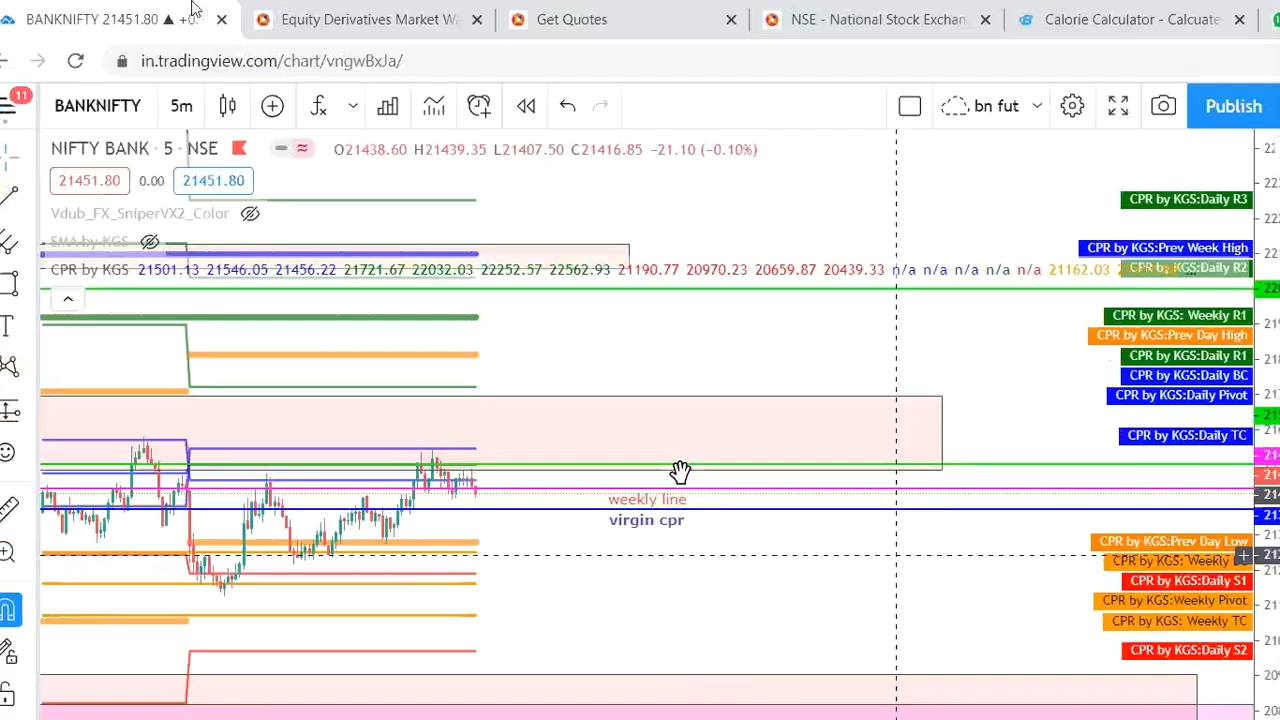 BANKNIFTY 21451.80 ▲ +0.
Equity Derivatives Market Wa
Get Quotes
NSE - National Stock Exchan
Calorie Calculator - Calcuate
in.tradingview.com/chart/vngwBxJa/
11
BANKNIFTY
5m
bn fut
Publish
NIFTY BANK · 5 · NSE
O21438.60 H21439.35 L21407.50 C21416.85 −21.10 (−0.10%)
21451.80 0.00 21451.80
Vdub_FX_SniperVX2_Color
SMA by KGS
CPR by KGS 21501.13 21546.05 21456.22 21721.67 22032.03 22252.57 22562.93 21190.77 20970.23 20659.87 20439.33 n/a n/a n/a n/a n/a 21162.03
CPR by KGS:Daily R3
CPR by KGS:Prev Week High
CPR by KGS:Daily R2
CPR by KGS: Weekly R1
CPR by KGS:Prev Day High
CPR by KGS:Daily R1
CPR by KGS:Daily BC
CPR by KGS:Daily Pivot
CPR by KGS:Daily TC
weekly line
virgin cpr
CPR by KGS:Prev Day Low
CPR by KGS: Weekly
CPR by KGS:Daily S1
CPR by KGS:Weekly Pivot
CPR by KGS: Weekly TC
CPR by KGS:Daily S2